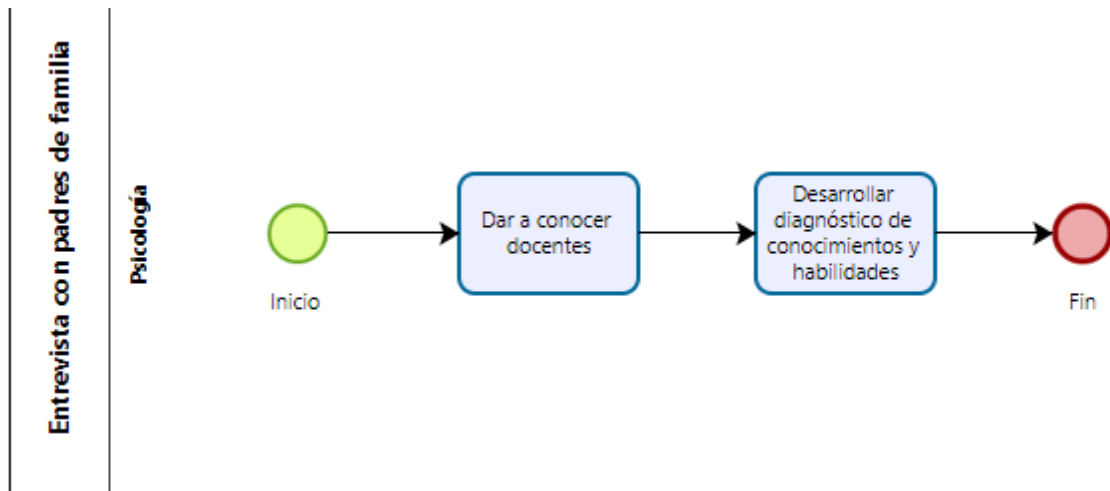 Entrevista con padres de familia
Psicología
Inicio
Dar a conocer
docentes
Desarrollar
diagnóstico de
conocimientos y
habilidades
Fin